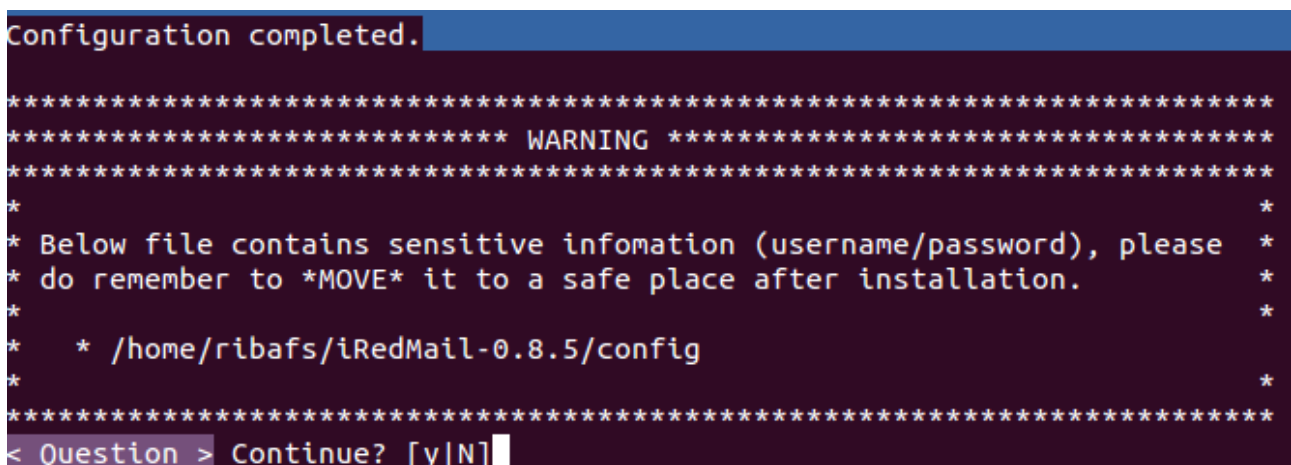 Configuration completed.
**************************************************************************
***************************** WARNING ***********************************
**************************************************************************
*                                                                        *
* Below file contains sensitive infomation (username/password), please  *
* do remember to *MOVE* it to a safe place after installation.          *
*                                                                        *
*   * /home/ribafs/iRedMail-0.8.5/config
*                                                                        *
**************************************************************************
< Question > Continue? [y|N]